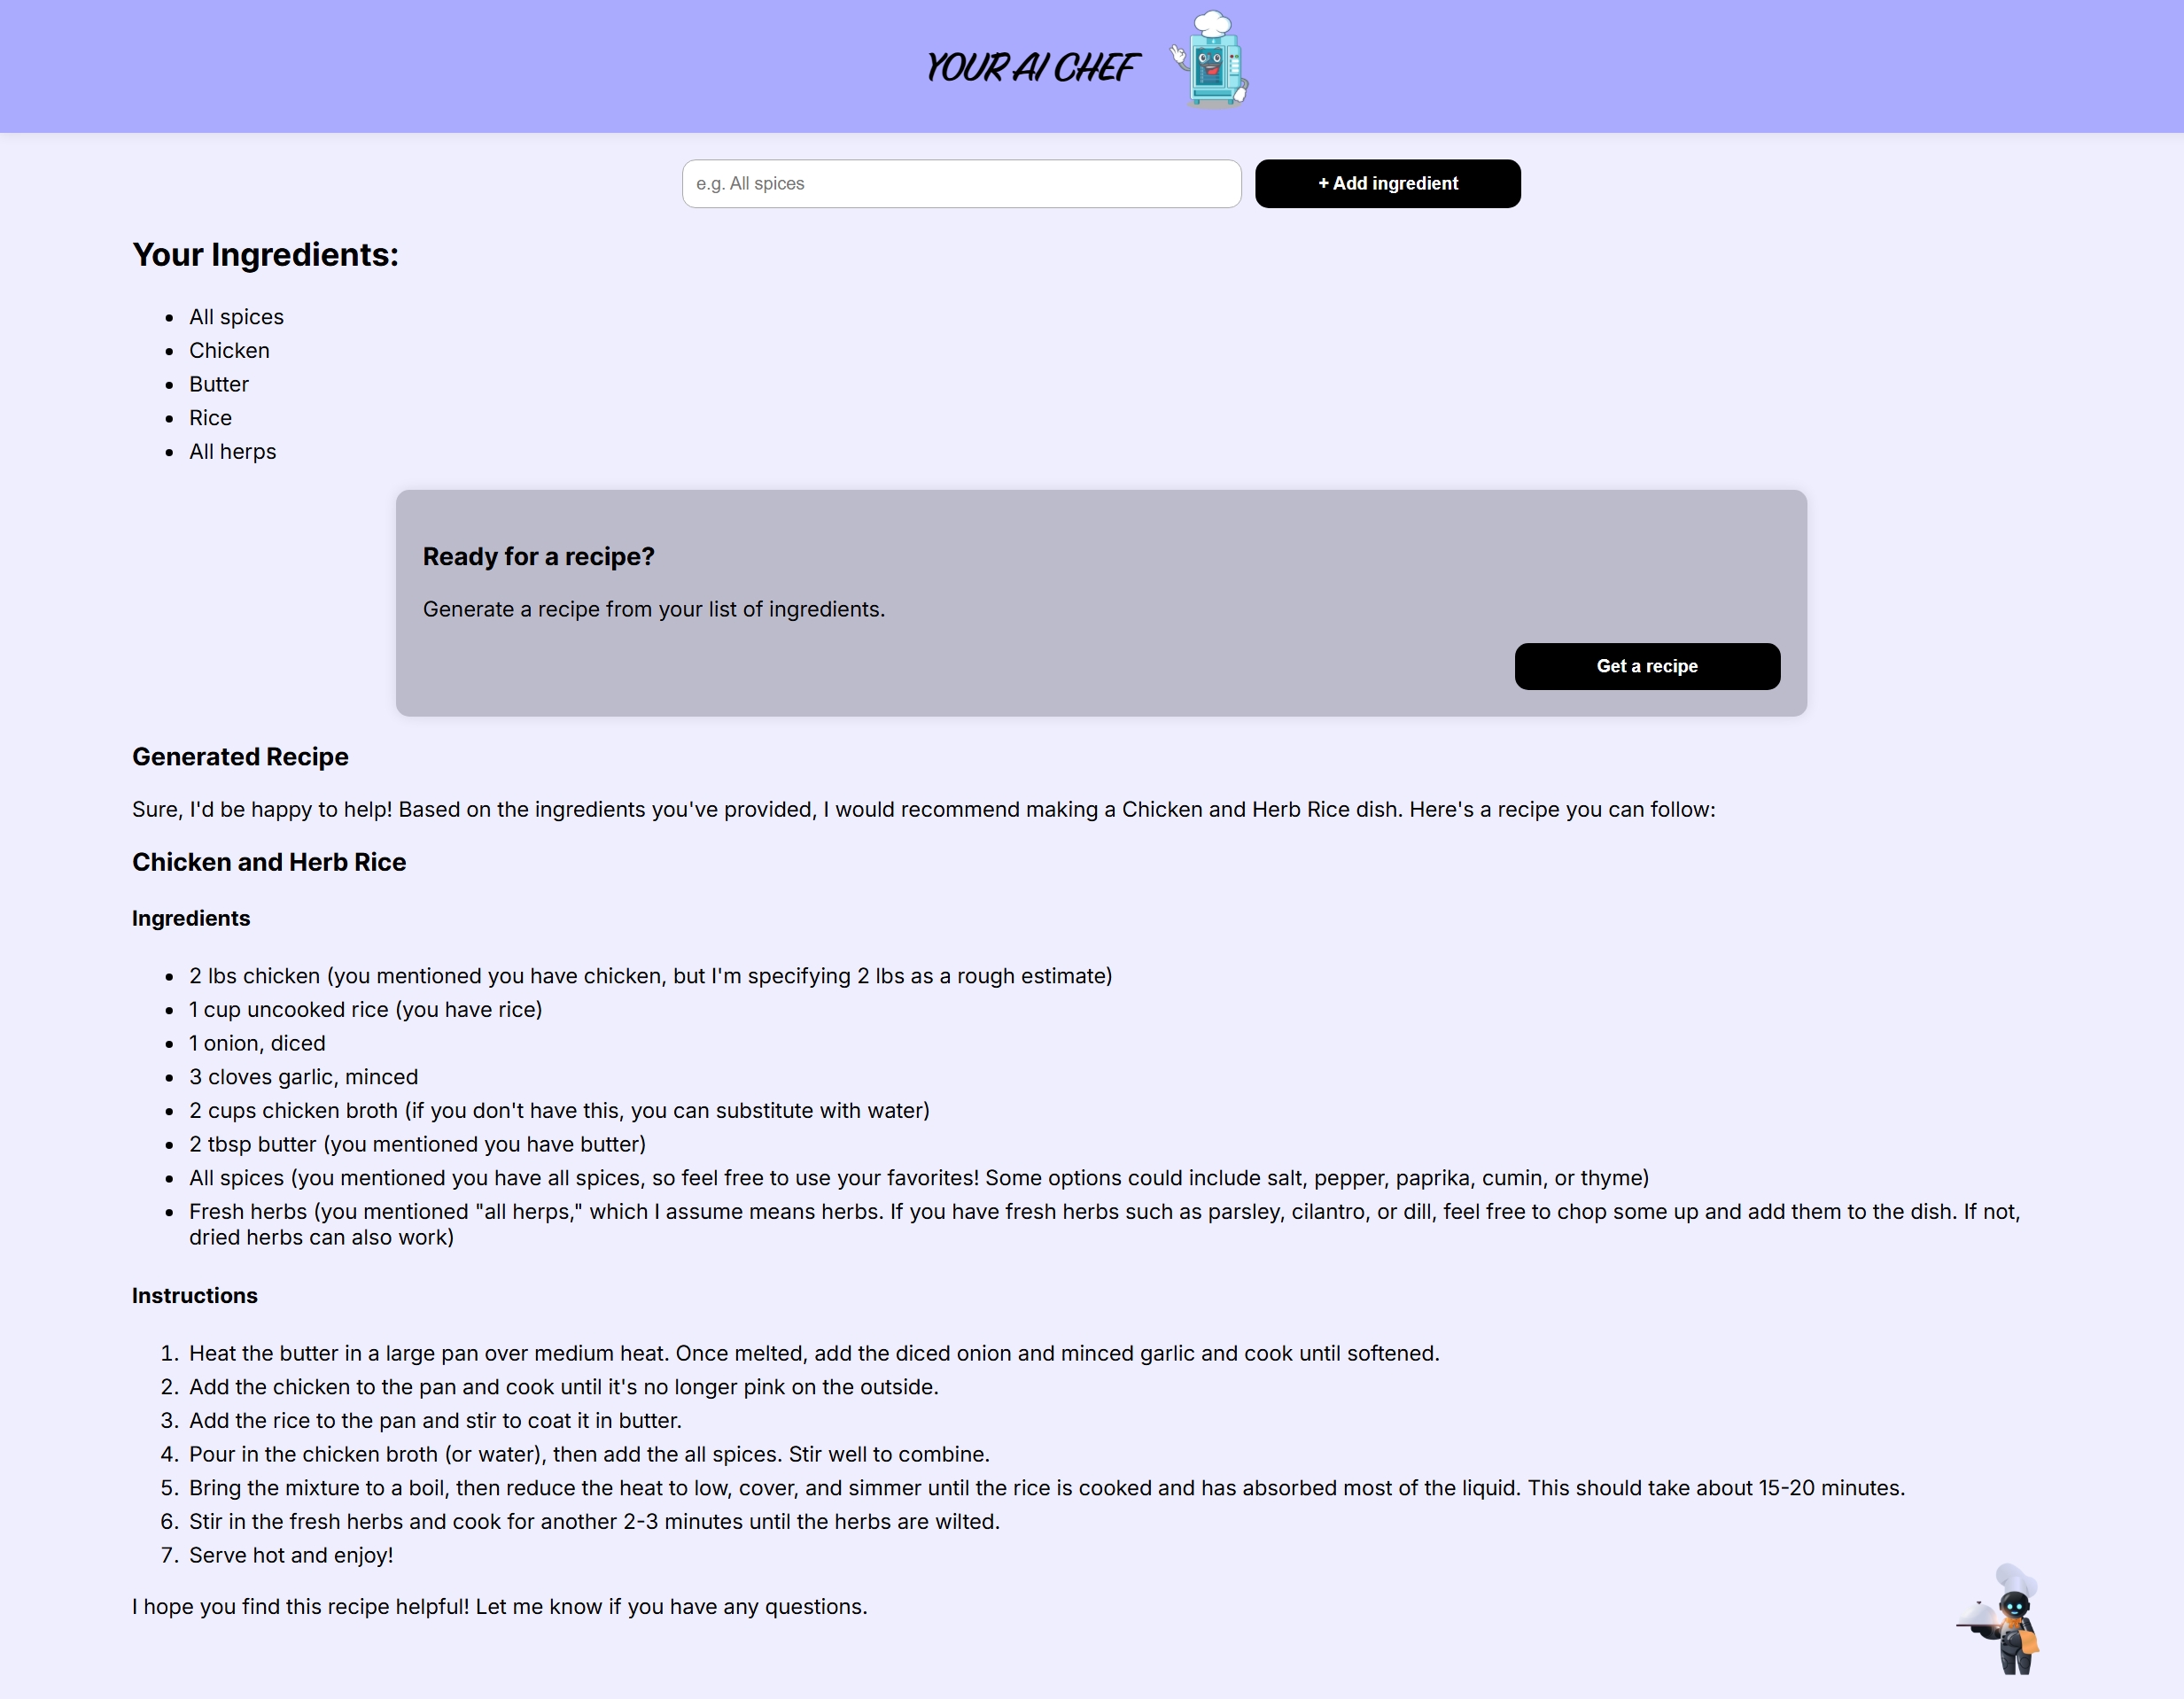 YOUR AI CHEF
e.g. All spices
+ Add ingredient
Your Ingredients:
All spices
Chicken
Butter
Rice
All herps
Ready for a recipe?
Generate a recipe from your list of ingredients.
Get a recipe
Generated Recipe
Sure, I'd be happy to help! Based on the ingredients you've provided, I would recommend making a Chicken and Herb Rice dish. Here's a recipe you can follow:
Chicken and Herb Rice
Ingredients
2 lbs chicken (you mentioned you have chicken, but I'm specifying 2 lbs as a rough estimate)
1 cup uncooked rice (you have rice)
1 onion, diced
3 cloves garlic, minced
2 cups chicken broth (if you don't have this, you can substitute with water)
2 tbsp butter (you mentioned you have butter)
All spices (you mentioned you have all spices, so feel free to use your favorites! Some options could include salt, pepper, paprika, cumin, or thyme)
Fresh herbs (you mentioned "all herps," which I assume means herbs. If you have fresh herbs such as parsley, cilantro, or dill, feel free to chop some up and add them to the dish. If not,
dried herbs can also work)
Instructions
1. Heat the butter in a large pan over medium heat. Once melted, add the diced onion and minced garlic and cook until softened.
2. Add the chicken to the pan and cook until it's no longer pink on the outside.
3. Add the rice to the pan and stir to coat it in butter.
4. Pour in the chicken broth (or water), then add the all spices. Stir well to combine.
5. Bring the mixture to a boil, then reduce the heat to low, cover, and simmer until the rice is cooked and has absorbed most of the liquid. This should take about 15-20 minutes.
6. Stir in the fresh herbs and cook for another 2-3 minutes until the herbs are wilted.
7. Serve hot and enjoy!
I hope you find this recipe helpful! Let me know if you have any questions.